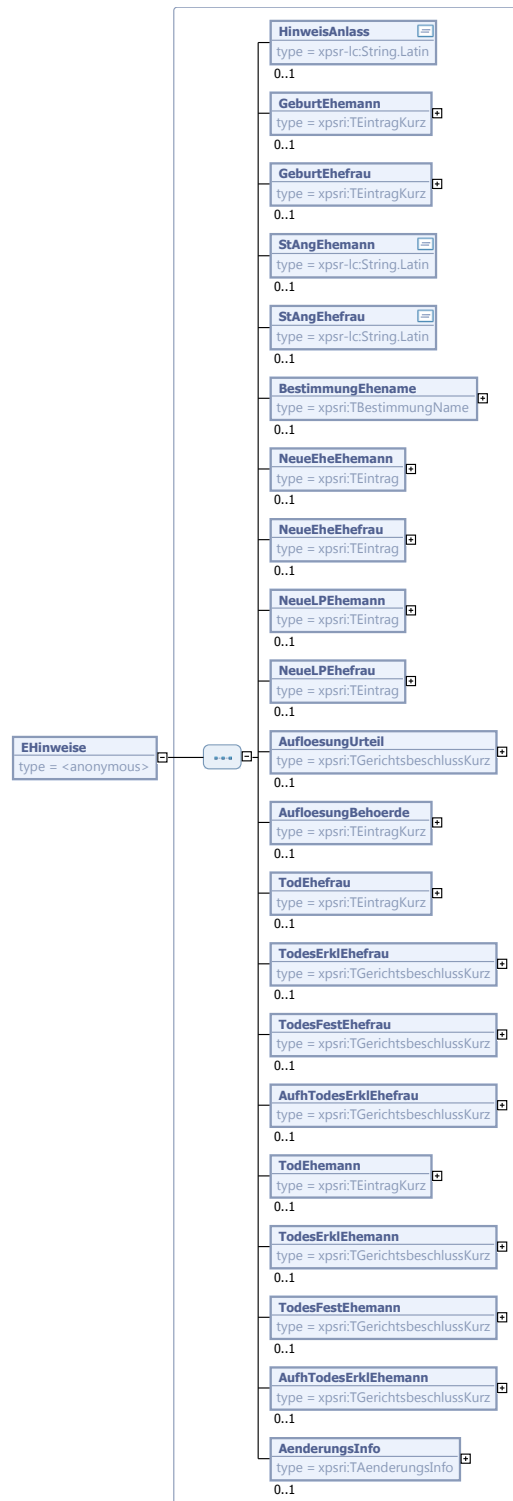 HinweisAnlass
type = xpsr-lc:String.Latin
0..1
GeburtEhemann
type = xpsri:TEintragKurz
0..1
GeburtEhefrau
type = xpsri:TEintragKurz
0..1
StAngEhemann
type = xpsr-lc:String.Latin
0..1
StAngEhefrau
type = xpsr-lc:String.Latin
0..1
BestimmungEhename
type = xpsri:TBestimmungName
0..1
NeueEheEhemann
type = xpsri:TEintrag
0..1
NeueEheEhefrau
type = xpsri:TEintrag
0..1
NeueLPEhemann
type = xpsri:TEintrag
0..1
NeueLPEhefrau
type = xpsri:TEintrag
0..1
EHinweise
type = <anonymous>
AufloesungUrteil
type = xpsri:TGerichtsbeschlussKurz
0..1
AufloesungBehoerde
type = xpsri:TEintragKurz
0..1
TodEhefrau
type = xpsri:TEintragKurz
0..1
TodesErklEhefrau
type = xpsri:TGerichtsbeschlussKurz
0..1
TodesFestEhefrau
type = xpsri:TGerichtsbeschlussKurz
0..1
AufhTodesErklEhefrau
type = xpsri:TGerichtsbeschlussKurz
0..1
TodEhemann
type = xpsri:TEintragKurz
0..1
TodesErklEhemann
type = xpsri:TGerichtsbeschlussKurz
0..1
TodesFestEhemann
type = xpsri:TGerichtsbeschlussKurz
0..1
AufhTodesErklEhemann
type = xpsri:TGerichtsbeschlussKurz
0..1
AenderungsInfo
type = xpsri:TAenderungsInfo
0..1